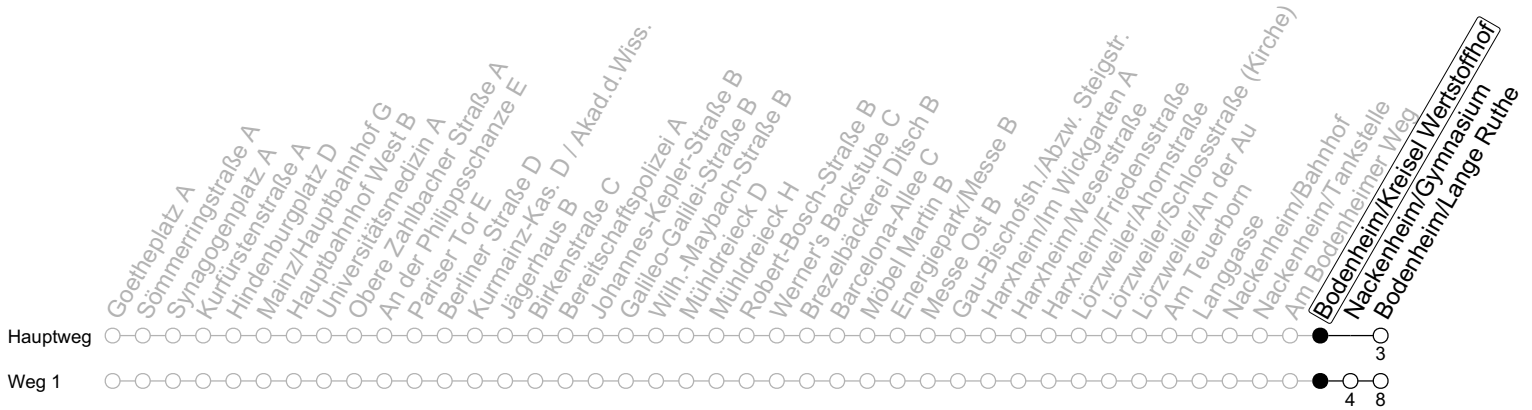 Goetheplatz A
Sömmerringstraße A
Synagogenplatz A
Kurfürstenstraße A
Hindenburgplatz D
Mainz/Hauptbahnhof G
Hauptbahnhof West B
Universitätsmedizin A
Obere Zahlbacher Straße A
An der Philippsschanze E
Pariser Tor E
Berliner Straße D
Kurmainz-Kas. D / Akad.d.Wiss.
Jägerhaus B
Birkenstraße C
Bereitschaftspolizei A
Johannes-Kepler-Straße B
Galileo-Galilei-Straße B
Wilh.-Maybach-Straße B
Mühldreieck D
Mühldreieck H
Robert-Bosch-Straße B
Werner's Backstube C
Brezelbäckerei Ditsch B
Barcelona-Allee C
Möbel Martin B
Energiepark/Messe B
Messe Ost B
Gau-Bischofsh./Abzw. Steigstr.
Harxheim/Im Wickgarten A
Harxheim/Weserstraße
Harxheim/Friedensstraße
Lörzweiler/Ahornstraße
Lörzweiler/Schlossstraße (Kirche)
Lörzweiler/An der Au
Am Teuerborn
Langgasse
Nackenheim/Bahnhof
Nackenheim/Tankstelle
Am Bodenheimer Weg
Bodenheim/Kreisel Wertstoffhof
Nackenheim/Gymnasium
Bodenheim/Lange Ruthe
Hauptweg
3
Weg 1
4 8